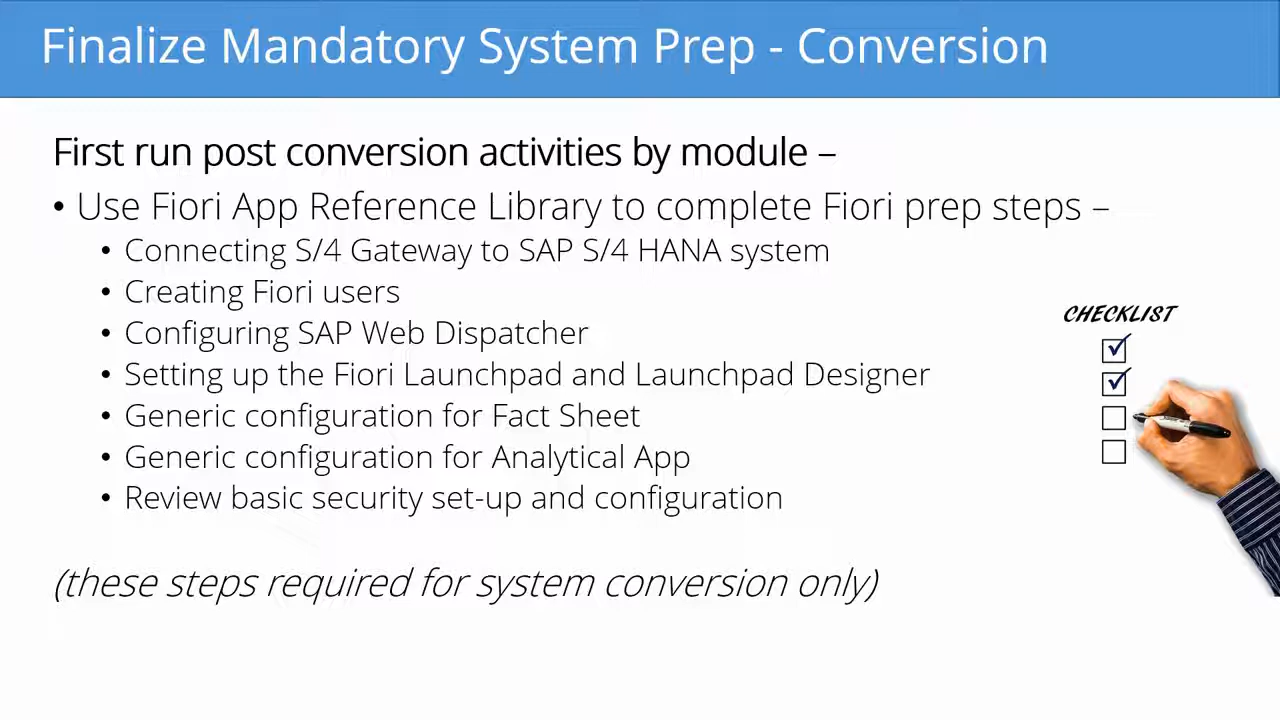 Finalize Mandatory System Prep - Conversion
First run post conversion activities by module –
• Use Fiori App Reference Library to complete Fiori prep steps –
• Connecting S/4 Gateway to SAP S/4 HANA system
• Creating Fiori users
• Configuring SAP Web Dispatcher
• Setting up the Fiori Launchpad and Launchpad Designer
• Generic configuration for Fact Sheet
• Generic configuration for Analytical App
• Review basic security set-up and configuration
CHECKLIST
(these steps required for system conversion only)